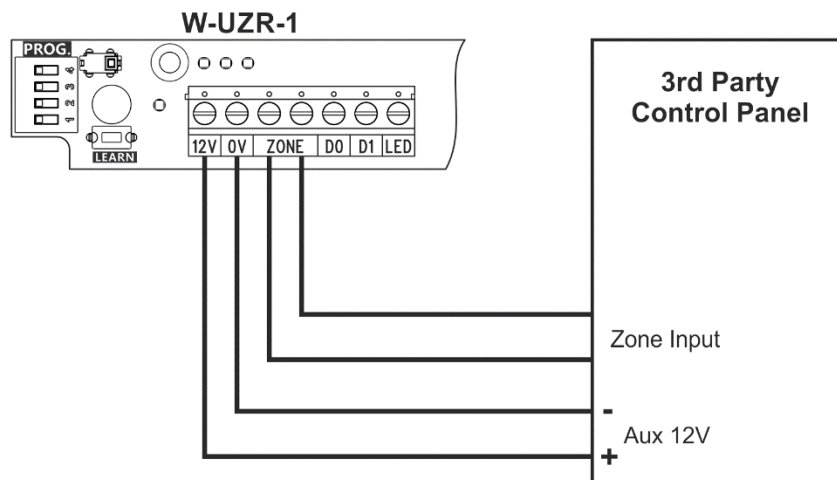 W-UZR-1
PROG.
4
3
2
1
LEARN
12V 0V ZONE D0 D1 LED
3rd Party
Control Panel
Zone Input
-
Aux 12V
+